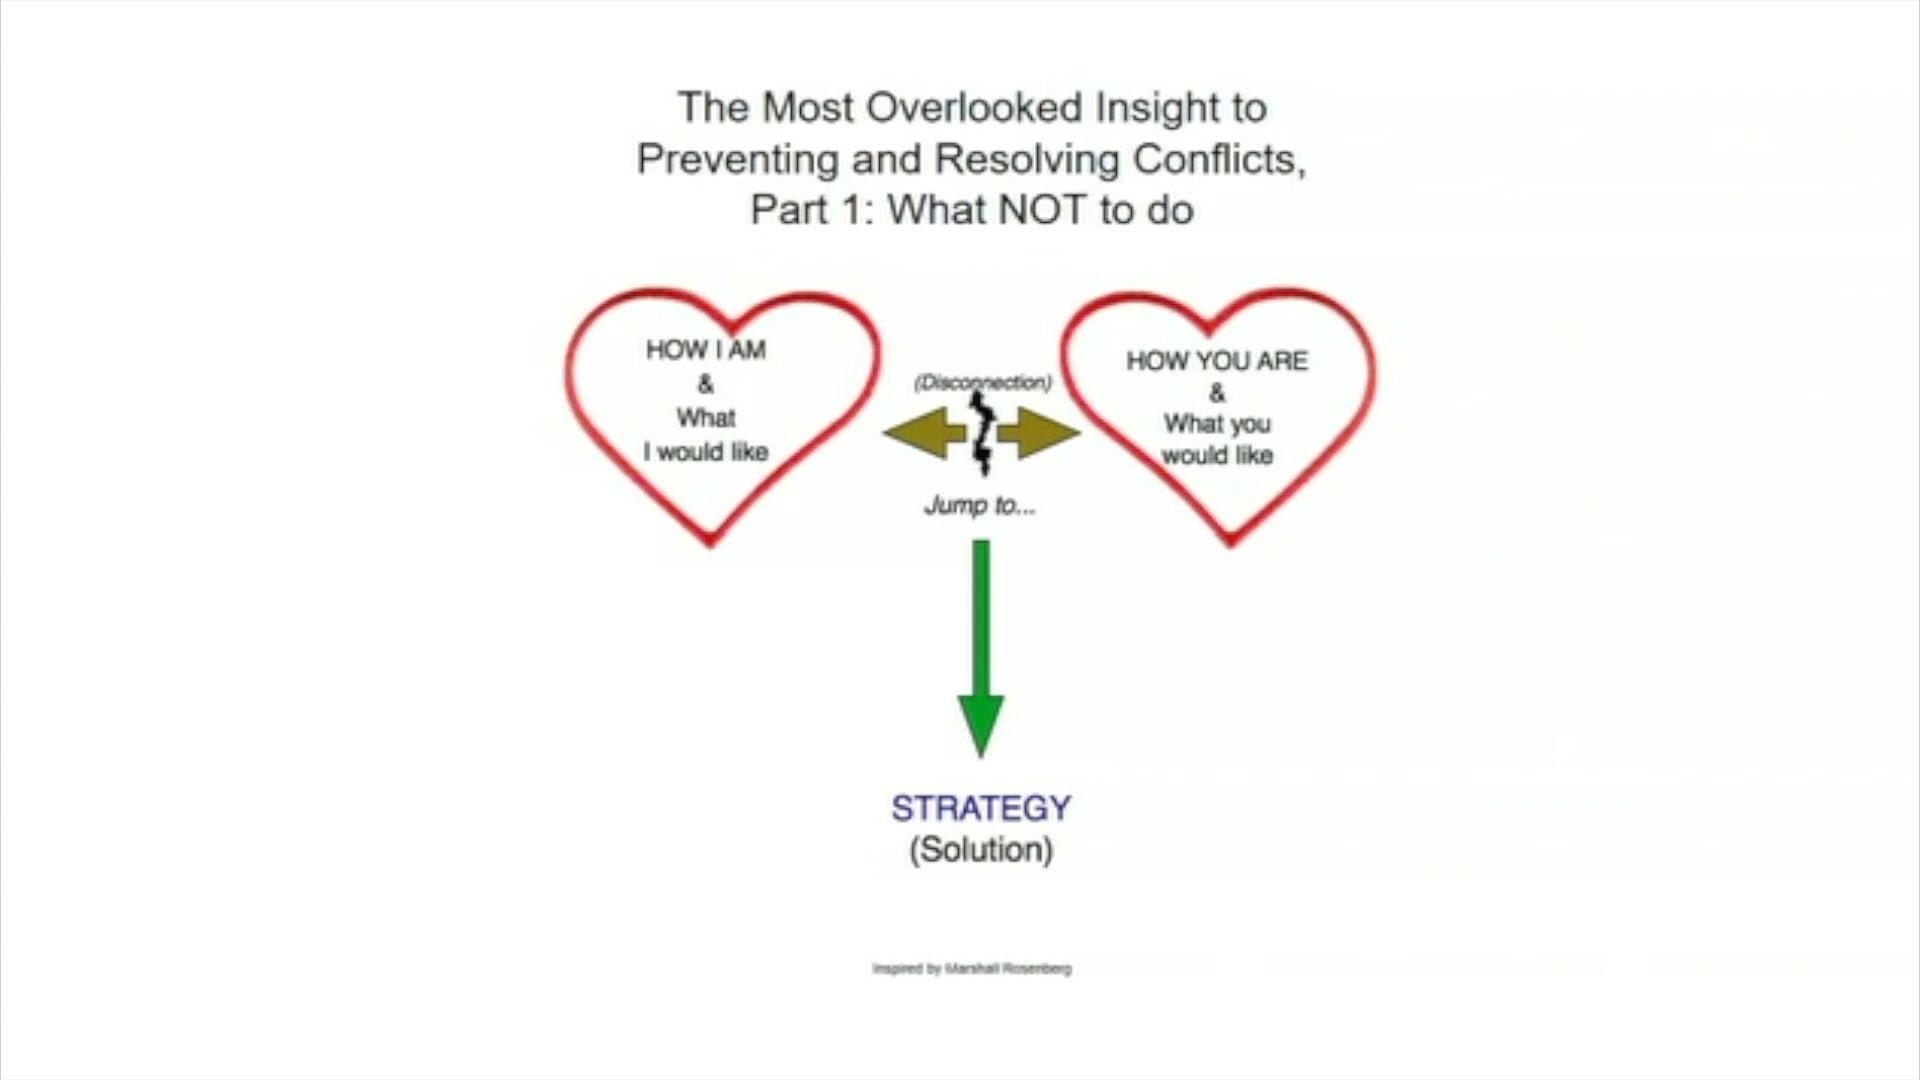 The Most Overlooked Insight to
Preventing and Resolving Conflicts,
Part 1: What NOT to do
HOW I AM
&
What
I would like
(Disconnection)
Jump to...
HOW YOU ARE
&
What you
would like
STRATEGY
(Solution)
Inspired by Marshall Rosenberg